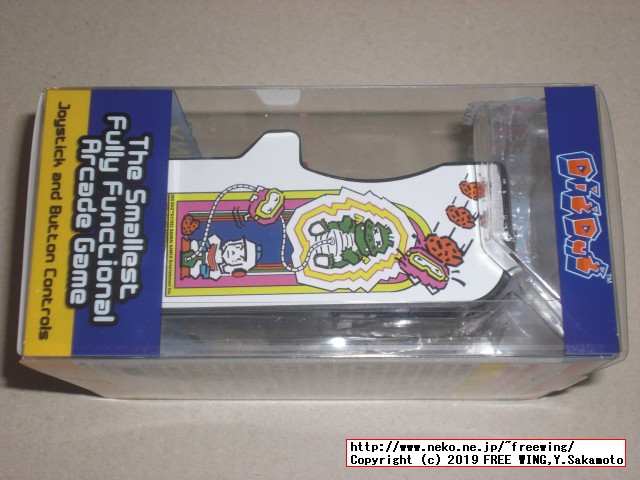 The Smallest
Fully Functional
Arcade Game
Joystick and Button Controls
DIG DUG™
http://www.neko.ne.jp/~freewing/
Copyright (c) 2019 FREE WING,Y.Sakamoto